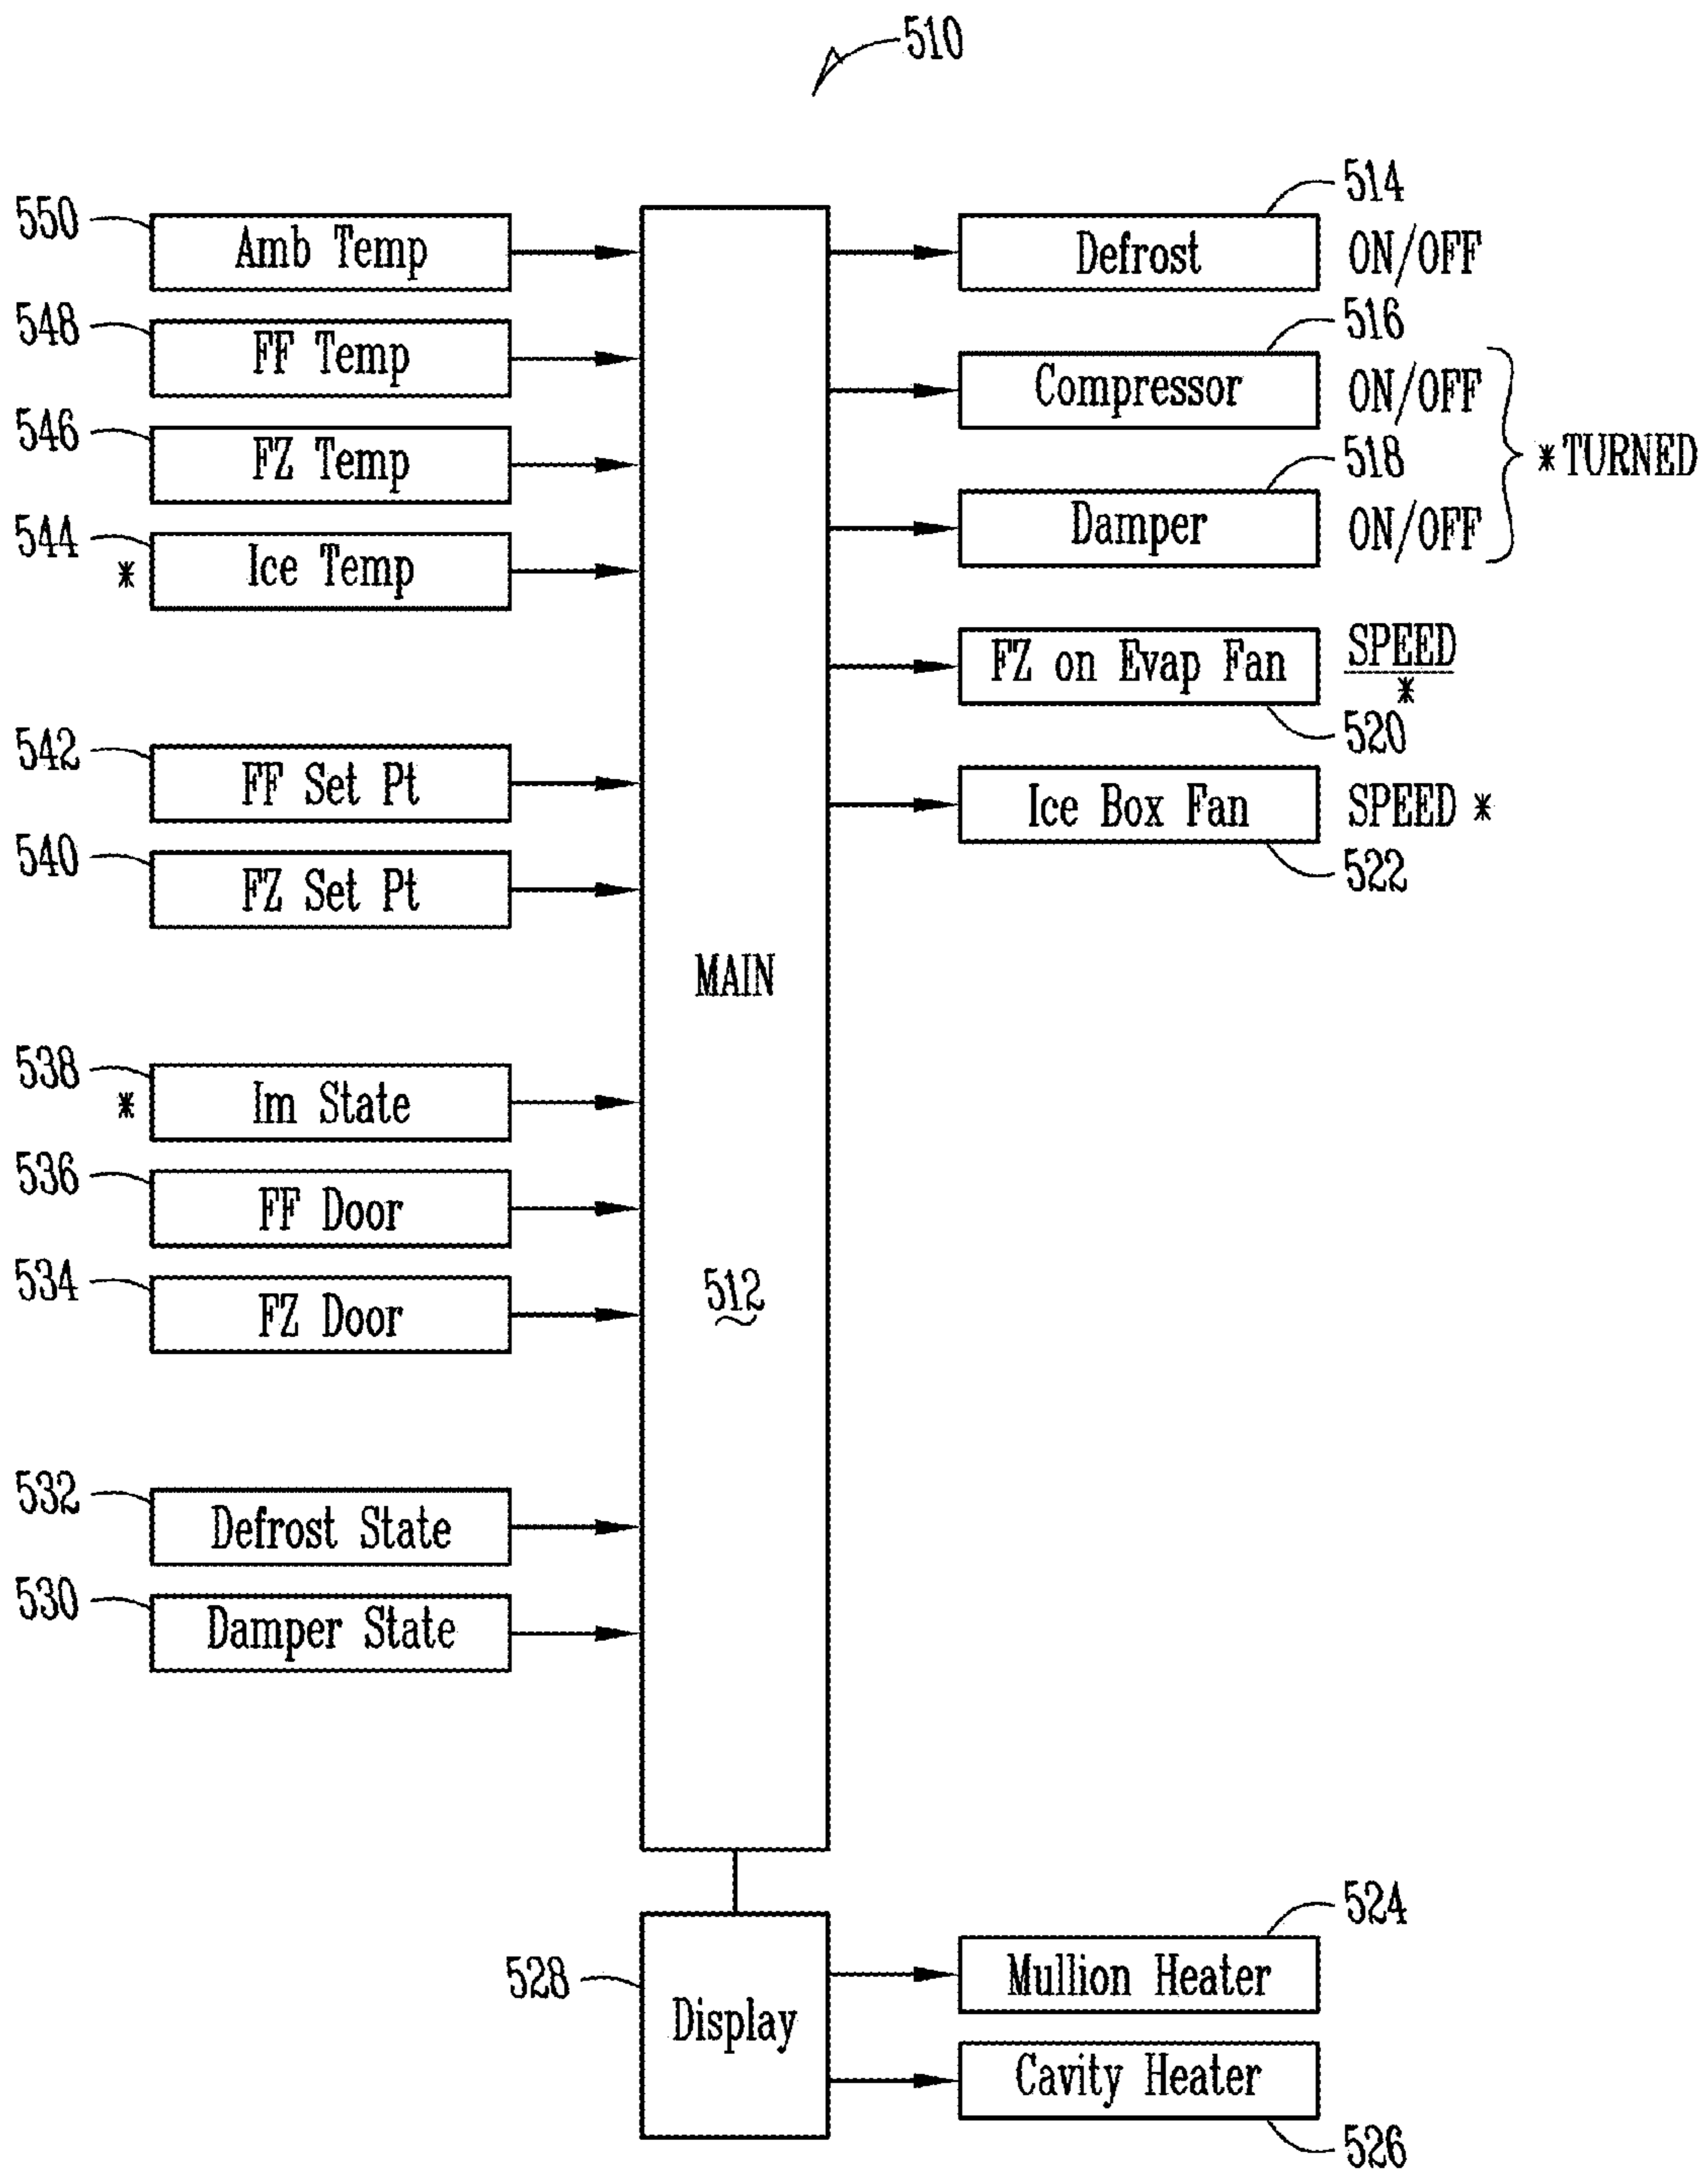 510
550
Amb Temp
548
FF Temp
546
FZ Temp
544
* Ice Temp
542
FF Set Pt
540
FZ Set Pt
538
* Im State
536
FF Door
534
FZ Door
532
Defrost State
530
Damper State
MAIN
512
514
Defrost ON/OFF
516
Compressor ON/OFF
* TURNED
518
Damper ON/OFF
FZ on Evap Fan SPEED
*
520
Ice Box Fan SPEED *
522
528
Display
524
Mullion Heater
Cavity Heater
526